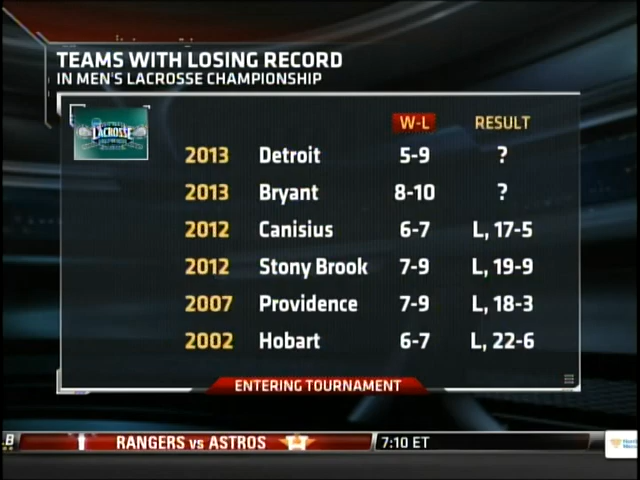 TEAMS WITH LOSING RECORD
IN MEN'S LACROSSE CHAMPIONSHIP
LACROSSE
W-L RESULT
2013 Detroit 5-9 ?
2013 Bryant 8-10 ?
2012 Canisius 6-7 L, 17-5
2012 Stony Brook 7-9 L, 19-9
2007 Providence 7-9 L, 18-3
2002 Hobart 6-7 L, 22-6
ENTERING TOURNAMENT
RANGERS vs ASTROS 7:10 ET